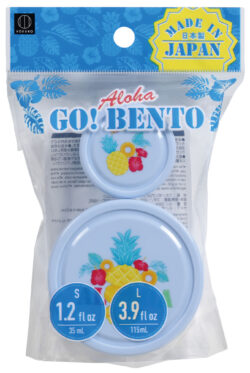 KOKUBO
MADE IN
JAPAN
日本製
Aloha
GO! BENTO
S
1.2 fl oz
35 mL
L
3.9 fl oz
115 mL